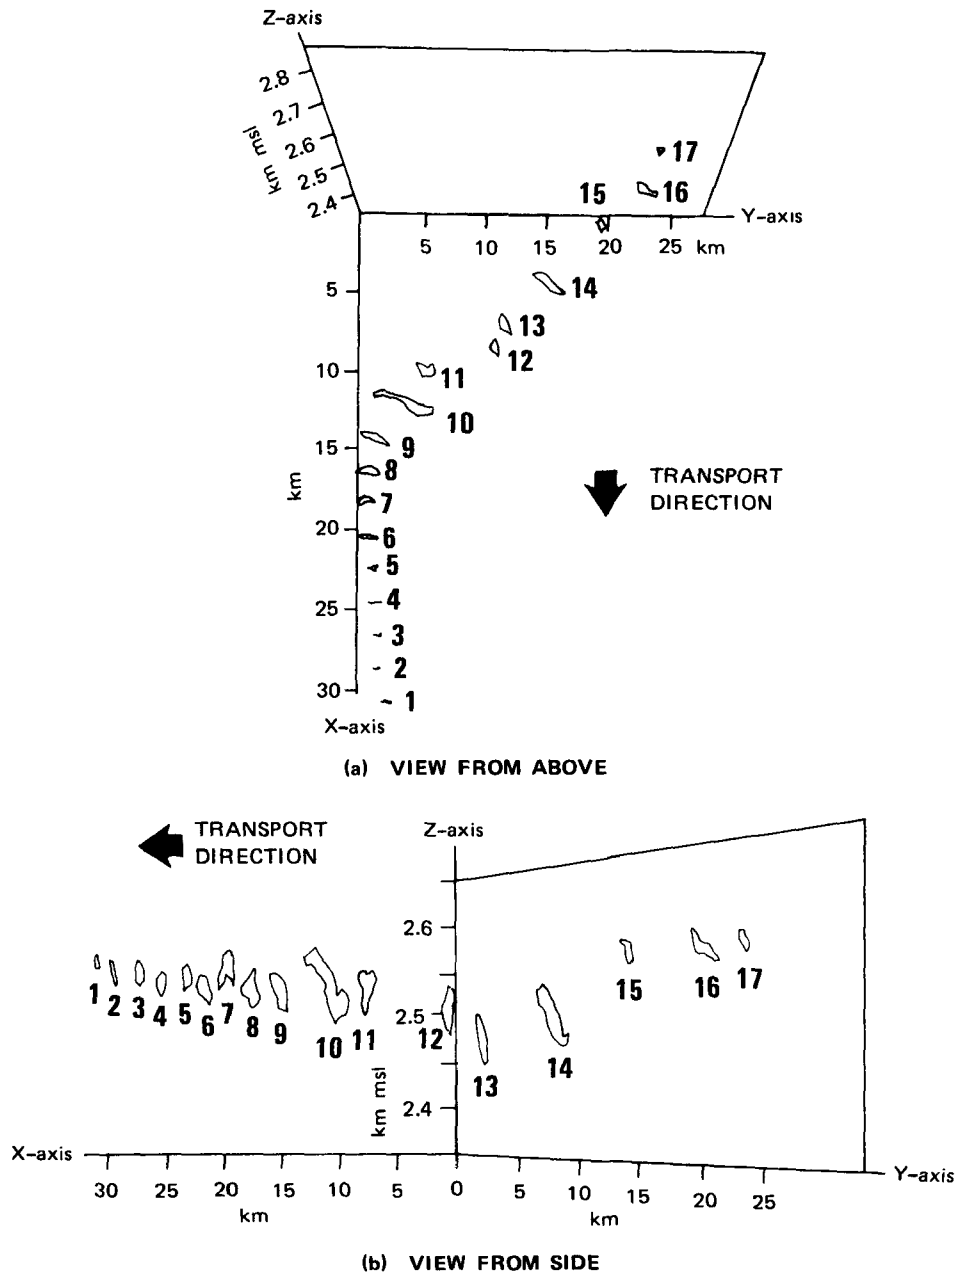 Z-axis
2.8
2.7
2.6
2.5
2.4
km msl
17
15
16
Y-axis
5 10 15 20 25 km
5
14
13
12
10
11
10
15
9
8
km
7
TRANSPORT
DIRECTION
20
6
5
25
4
3
2
30
1
X-axis
(a) VIEW FROM ABOVE
TRANSPORT
DIRECTION
Z-axis
2.6
1 2 3 4 5 6 7 8 9 10 11
2.5
12
13
14
15
16
17
km msl
2.4
X-axis
Y-axis
30 25 20 15 10 5 0 5 10 15 20 25
km
km
(b) VIEW FROM SIDE